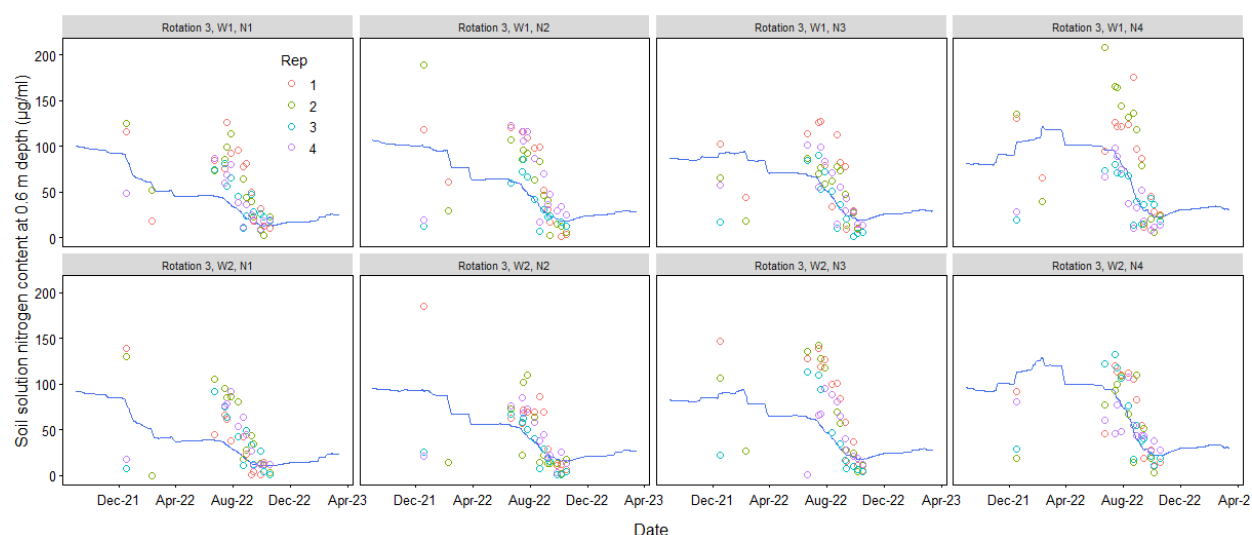 Rotation 3, W1, N1
Rotation 3, W1, N2
Rotation 3, W1, N3
Rotation 3, W1, N4
Soil solution nitrogen content at 0.6 m depth (µg/ml)
200
150
100
50
0
Rep
1
2
3
4
Rotation 3, W2, N1
Rotation 3, W2, N2
Rotation 3, W2, N3
Rotation 3, W2, N4
200
150
100
50
0
Dec-21 Apr-22 Aug-22 Dec-22 Apr-23
Dec-21 Apr-22 Aug-22 Dec-22 Apr-23
Dec-21 Apr-22 Aug-22 Dec-22 Apr-23
Dec-21 Apr-22 Aug-22 Dec-22 Apr-2
Date